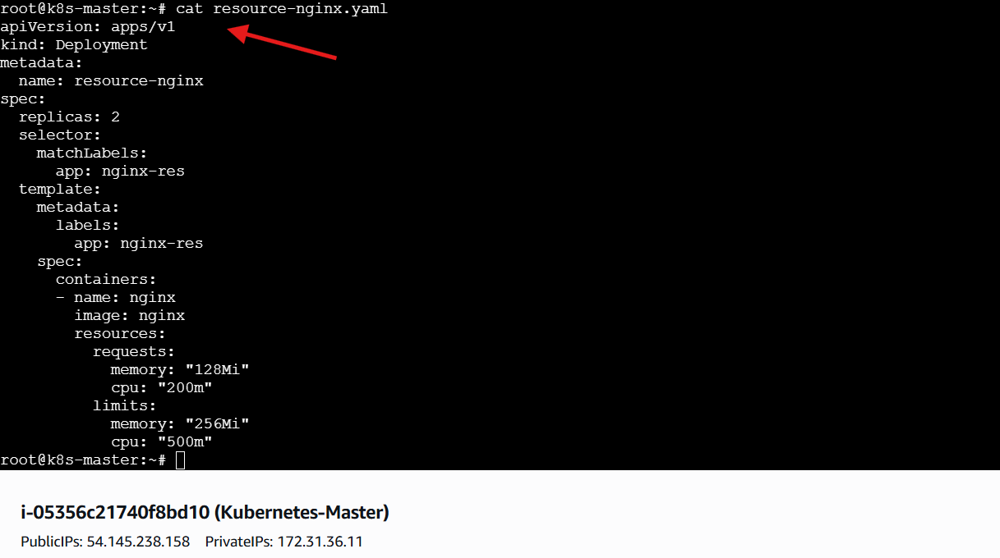 root@k8s-master:~# cat resource-nginx.yaml
apiVersion: apps/v1
kind: Deployment
metadata:
  name: resource-nginx
spec:
  replicas: 2
  selector:
    matchLabels:
      app: nginx-res
  template:
    metadata:
      labels:
        app: nginx-res
    spec:
      containers:
      - name: nginx
        image: nginx
        resources:
          requests:
            memory: "128Mi"
            cpu: "200m"
          limits:
            memory: "256Mi"
            cpu: "500m"
root@k8s-master:~#
i-05356c21740f8bd10 (Kubernetes-Master)
PublicIPs: 54.145.238.158 PrivateIPs: 172.31.36.11